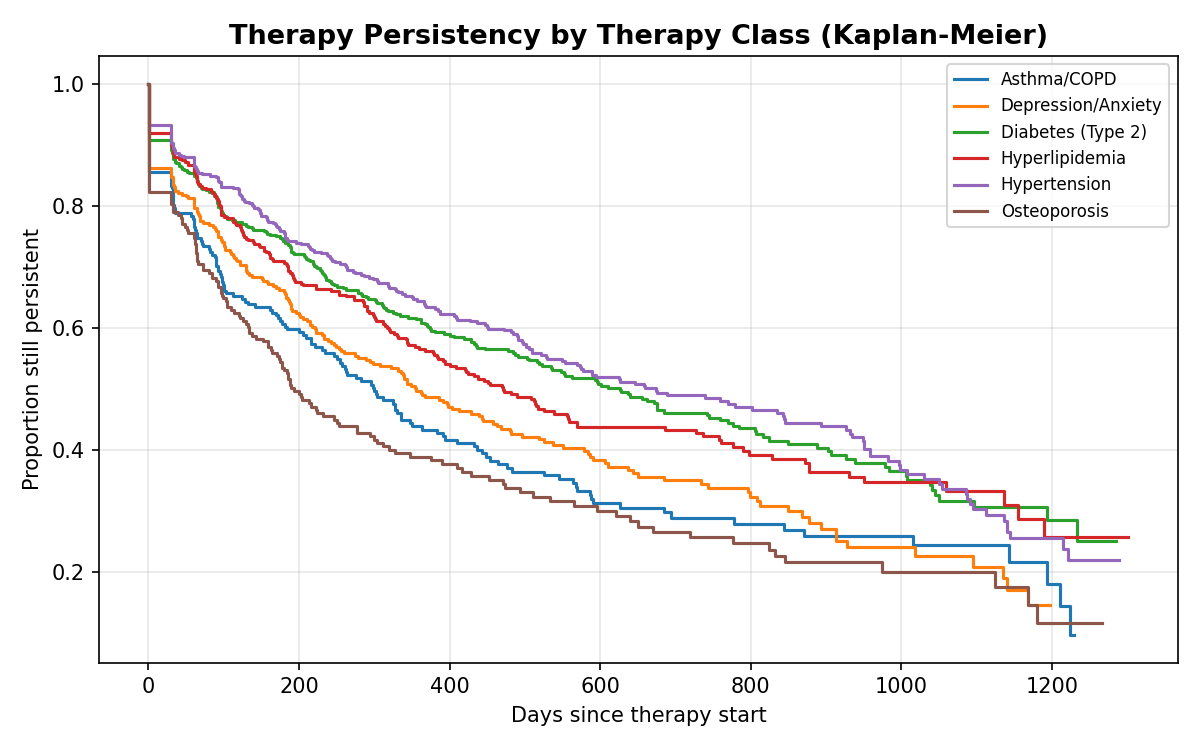 Therapy Persistency by Therapy Class (Kaplan-Meier)
Asthma/COPD
Depression/Anxiety
Diabetes (Type 2)
Hyperlipidemia
Hypertension
Osteoporosis
Proportion still persistent
1.0
0.8
0.6
0.4
0.2
0 200 400 600 800 1000 1200
Days since therapy start